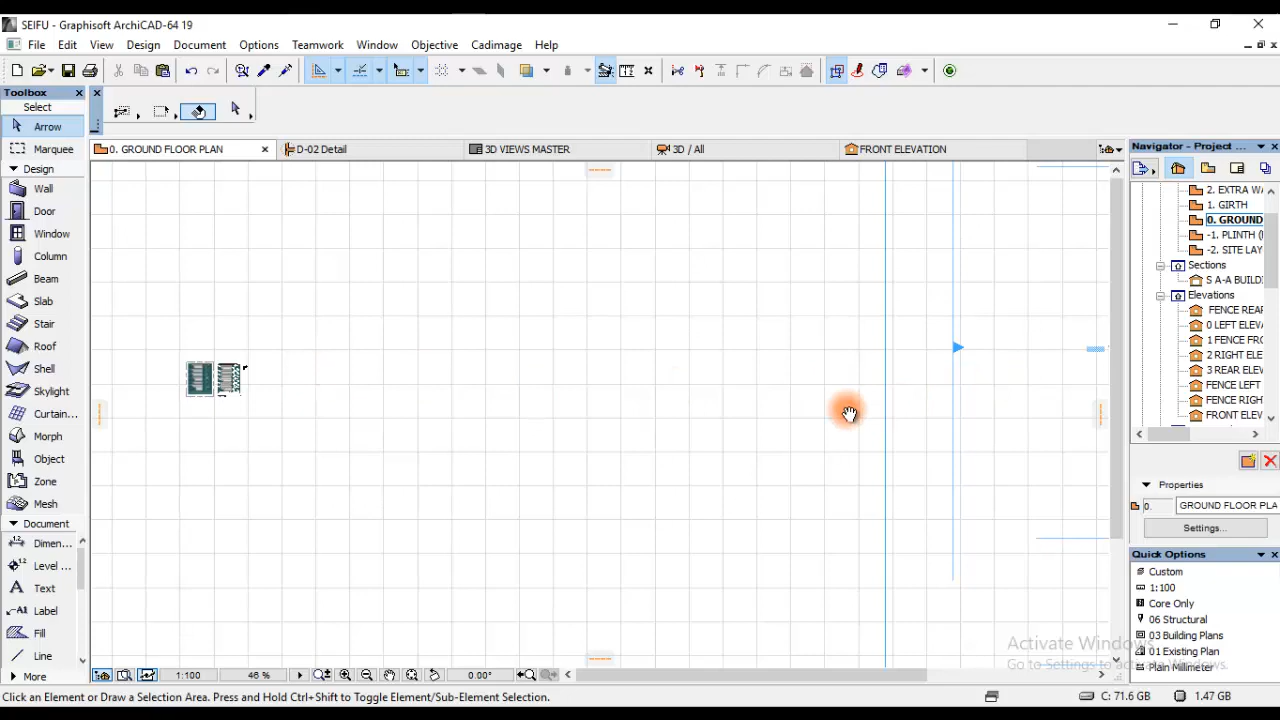 SEIFU - Graphisoft ArchiCAD-64 19
File Edit View Design Document Options Teamwork Window Objective Cadimage Help
Toolbox
Select
Arrow
Marquee
Design
Wall
Door
Window
Column
Beam
Slab
Stair
Roof
Shell
Skylight
Curtain...
Morph
Object
Zone
Mesh
Document
Dimen...
Level ...
Text
Label
Fill
Line
More
0. GROUND FLOOR PLAN
D-02 Detail
3D VIEWS MASTER
3D / All
FRONT ELEVATION
Navigator - Project ...
2. EXTRA WA
1. GIRTH
0. GROUND
-1. PLINTH (
-2. SITE LAY
Sections
S A-A BUILD
Elevations
FENCE REAR
0 LEFT ELEV
1 FENCE FRO
2 RIGHT ELE
3 REAR ELEV
FENCE LEFT
FENCE RIGH
FRONT ELEV
Properties
0. GROUND FLOOR PLA
Settings...
Quick Options
Custom
1:100
Core Only
06 Structural
03 Building Plans
01 Existing Plan
Plain Millimeter
Activate Windows
Go to Settings to activate Windows.
1:100 46 % 0.00°
Click an Element or Draw a Selection Area. Press and Hold Ctrl+Shift to Toggle Element/Sub-Element Selection.
C: 71.6 GB 1.47 GB